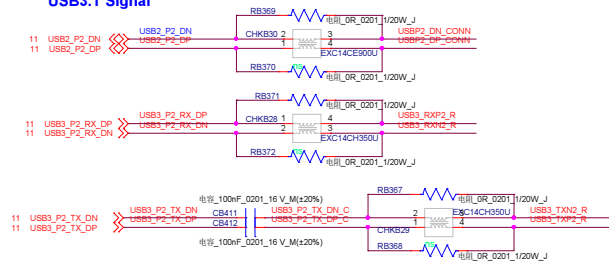 USB3.1 Signal
RB369
电阻_0R_0201_1/20W_J
11 USB2_P2_DN USB2_P2_DN CHKB30 2 3 USBP2_DN_CONN
11 USB2_P2_DP USB2_P2_DP 1 4 USBP2_DP_CONN
EXC14CE900U
RB370 ns 电阻_0R_0201_1/20W_J
RB371
电阻_0R_0201_1/20W_J
11 USB3_P2_RX_DP USB3_P2_RX_DP CHKB28 1 4 USB3_RXP2_R
11 USB3_P2_RX_DN USB3_P2_RX_DN 2 3 USB3_RXN2_R
EXC14CH350U
RB372 ns 电阻_0R_0201_1/20W_J
RB367
电容_100nF_0201_16 V_M(±20%) 电阻_0R_0201_1/20W_J
11 USB3_P2_TX_DN USB3_P2_TX_DN CB411 USB3_P2_TX_DN_C 2 EXC14CH350U USB3_TXN2_R
11 USB3_P2_TX_DP USB3_P2_TX_DP CB412 USB3_P2_TX_DP_C 1 4 USB3_TXP2_R
CHKB29
电容_100nF_0201_16 V_M(±20%) RB368 ns 电阻_0R_0201_1/20W_J